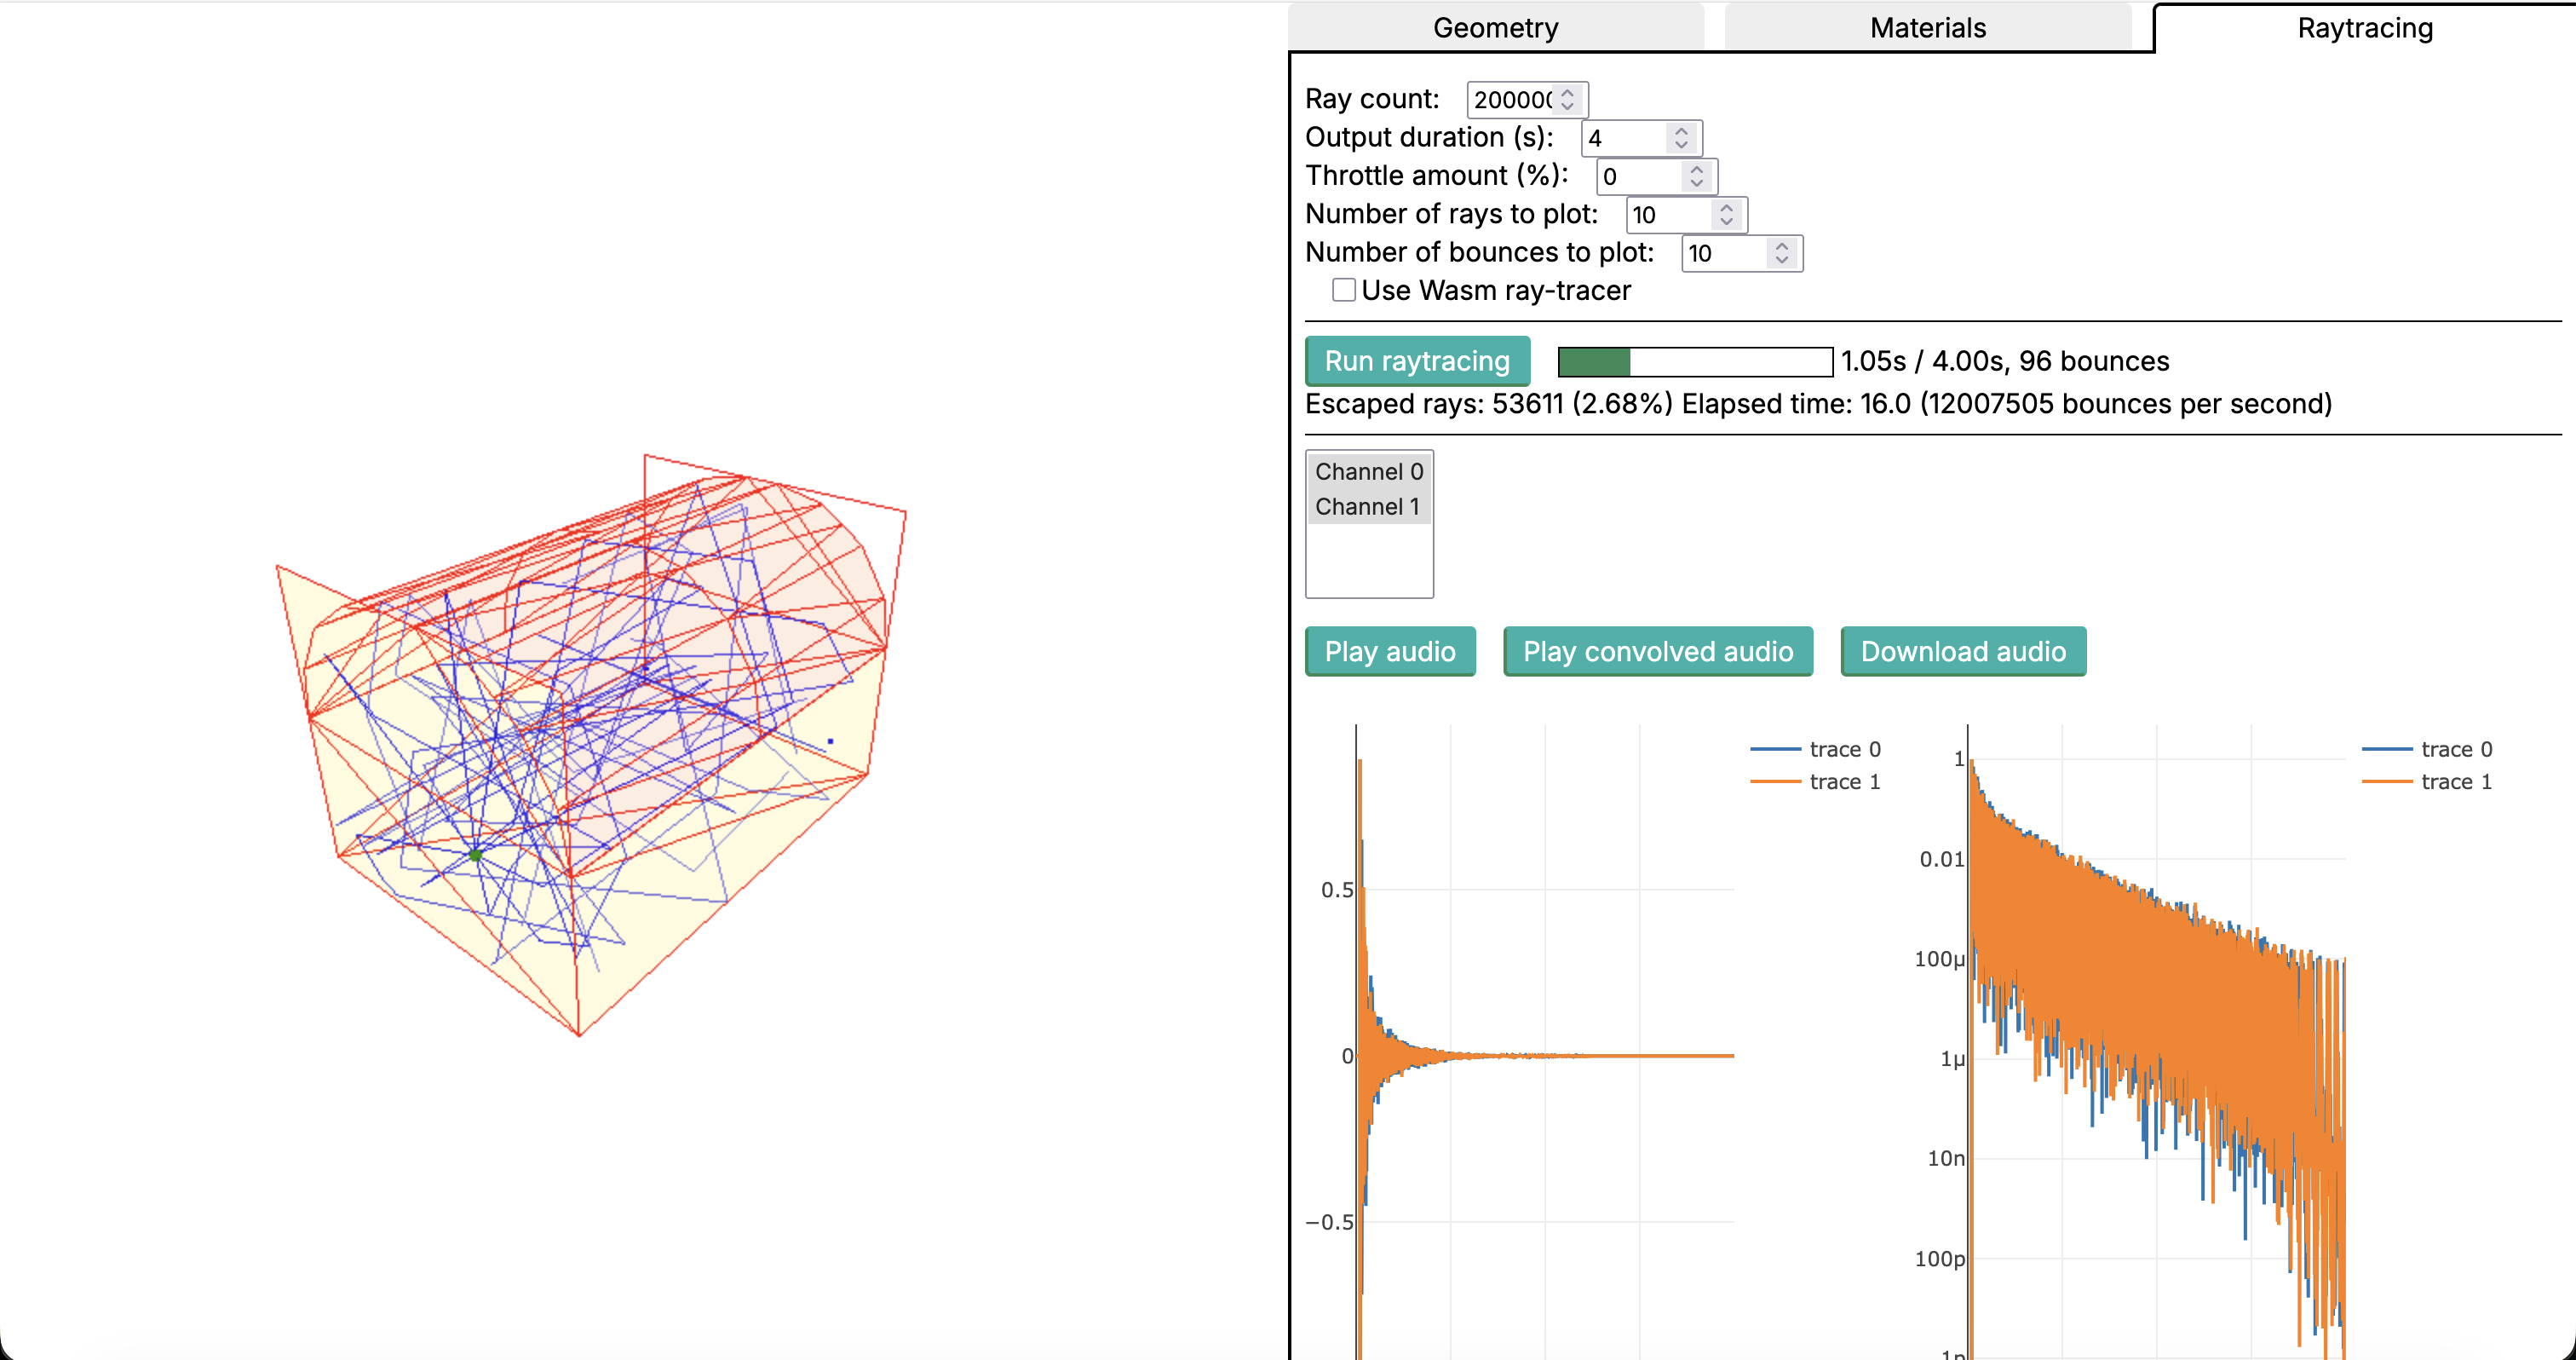 Geometry Materials Raytracing
Ray count: 200000
Output duration (s): 4
Throttle amount (%): 0
Number of rays to plot: 10
Number of bounces to plot: 10
Use Wasm ray-tracer
Run raytracing 1.05s / 4.00s, 96 bounces
Escaped rays: 53611 (2.68%) Elapsed time: 16.0 (12007505 bounces per second)
Channel 0
Channel 1
Play audio Play convolved audio Download audio
trace 0
trace 1
0.5
0
−0.5
trace 0
trace 1
1
0.01
100μ
1μ
10n
100p
1p